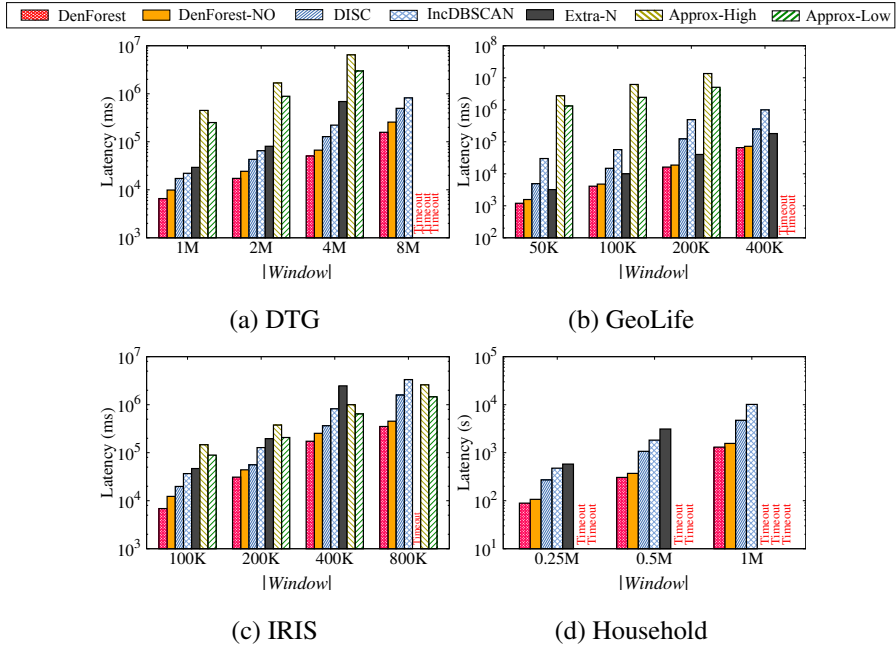 DenForest DenForest-NO DISC IncDBSCAN Extra-N Approx-High Approx-Low
Latency (ms)
10^7
10^6
10^5
10^4
10^3
Timeout
Timeout
Timeout
1M 2M 4M 8M
|Window|
(a) DTG
Latency (ms)
10^8
10^7
10^6
10^5
10^4
10^3
10^2
Timeout
Timeout
50K 100K 200K 400K
|Window|
(b) GeoLife
Latency (ms)
10^7
10^6
10^5
10^4
10^3
Timeout
100K 200K 400K 800K
|Window|
(c) IRIS
Latency (s)
10^5
10^4
10^3
10^2
10^1
Timeout
Timeout
Timeout
Timeout
Timeout
Timeout
Timeout
0.25M 0.5M 1M
|Window|
(d) Household